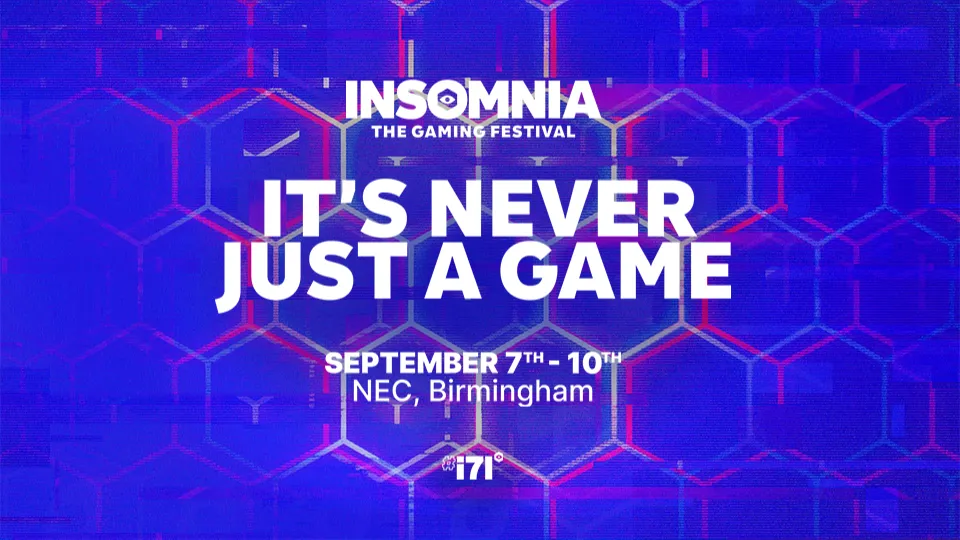 INSOMNIA
THE GAMING FESTIVAL
IT'S NEVER
JUST A GAME
SEPTEMBER 7TH - 10TH
NEC, Birmingham
#i71